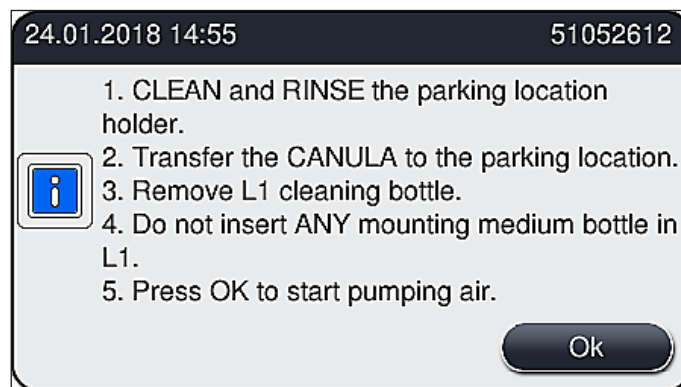 24.01.2018 14:55 51052612
1. CLEAN and RINSE the parking location
holder.
2. Transfer the CANULA to the parking location.
3. Remove L1 cleaning bottle.
4. Do not insert ANY mounting medium bottle in
L1.
5. Press OK to start pumping air.
Ok